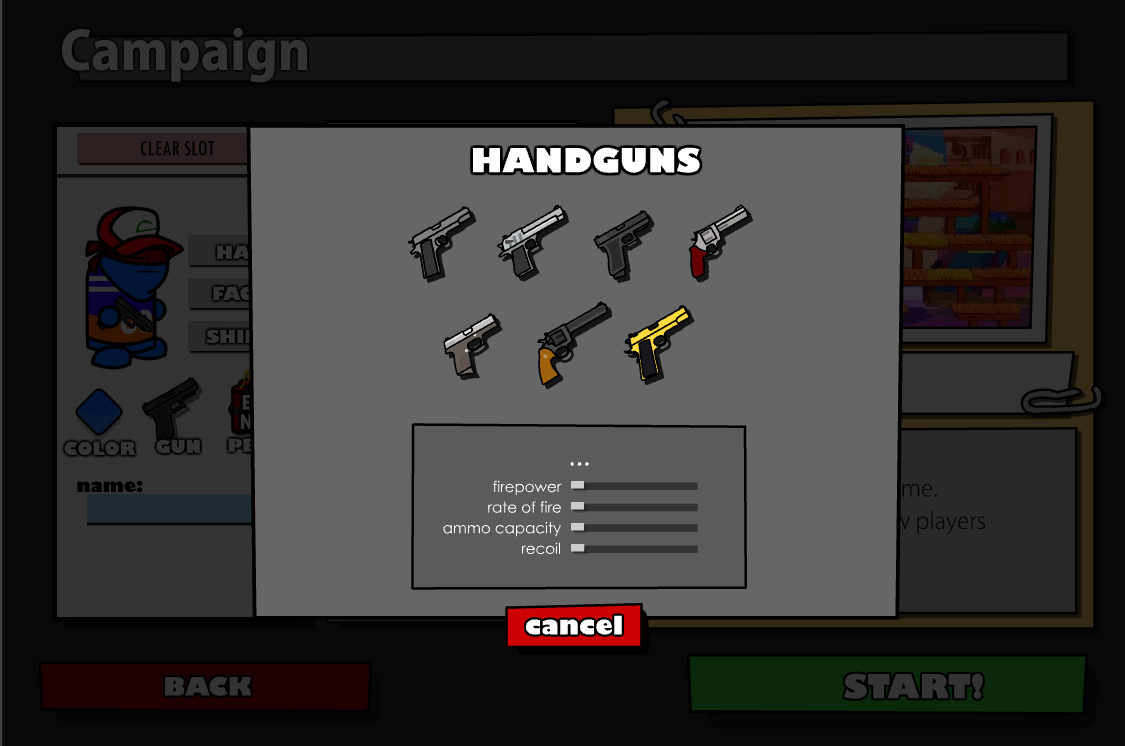 Campaign
CLEAR SLOT
HANDGUNS
COLOR
GUN
name:
...
firepower
rate of fire
ammo capacity
recoil
me.
players
cancel
BACK
START!